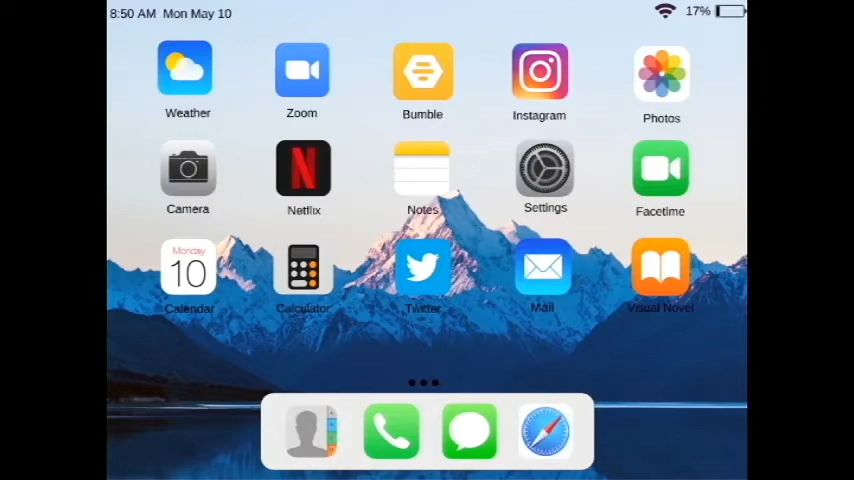 8:50 AM Mon May 10
17%
Weather
Zoom
Bumble
Instagram
Photos
Camera
Netflix
Notes
Settings
Facetime
Monday
10
Calendar
Calculator
Twitter
Mail
Visual Novel